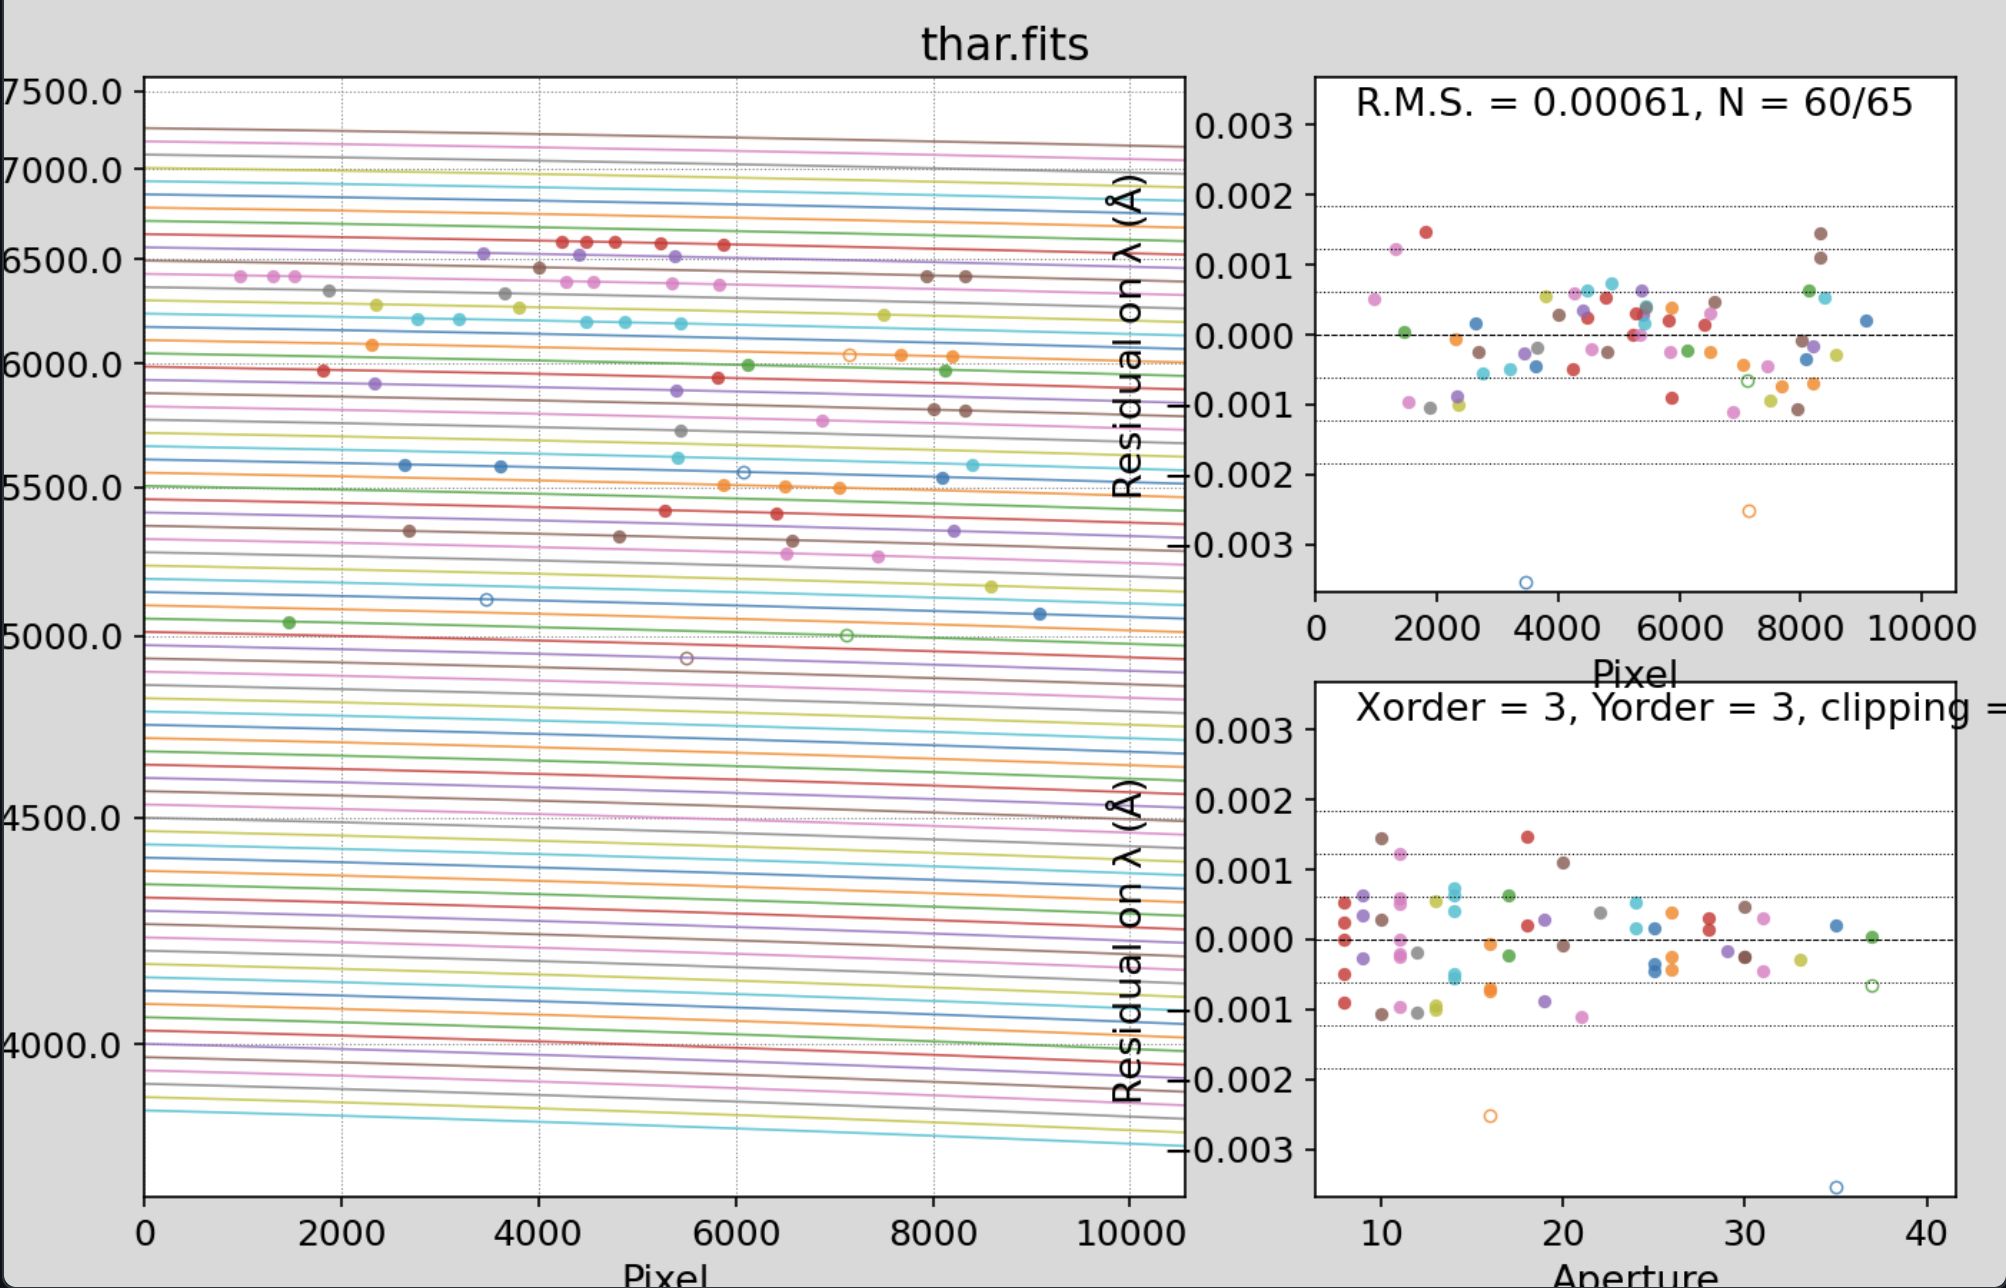 thar.fits
7500.0
7000.0
6500.0
6000.0
5500.0
5000.0
4500.0
4000.0
0 2000 4000 6000 8000 10000
Pixel
R.M.S. = 0.00061, N = 60/65
Residual on λ (Å)
0.003
0.002
0.001
0.000
−0.001
−0.002
−0.003
0 2000 4000 6000 8000 10000
Pixel
Xorder = 3, Yorder = 3, clipping =
Residual on λ (Å)
0.003
0.002
0.001
0.000
−0.001
−0.002
−0.003
10 20 30 40
Aperture